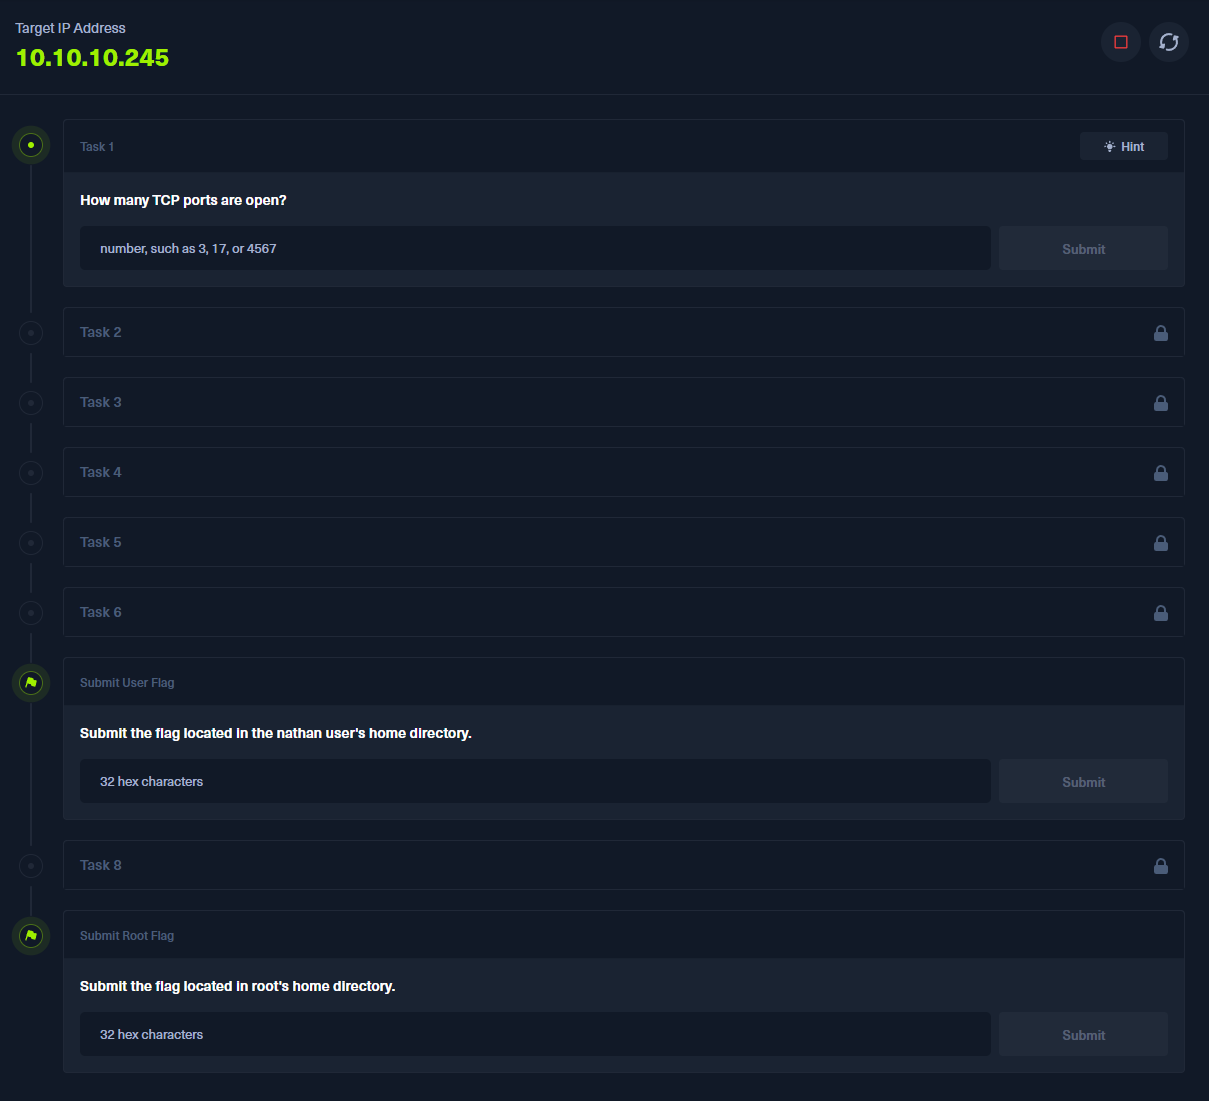 Target IP Address
10.10.10.245
Task 1
Hint
How many TCP ports are open?
number, such as 3, 17, or 4567
Submit
Task 2
Task 3
Task 4
Task 5
Task 6
Submit User Flag
Submit the flag located in the nathan user's home directory.
32 hex characters
Submit
Task 8
Submit Root Flag
Submit the flag located in root's home directory.
32 hex characters
Submit